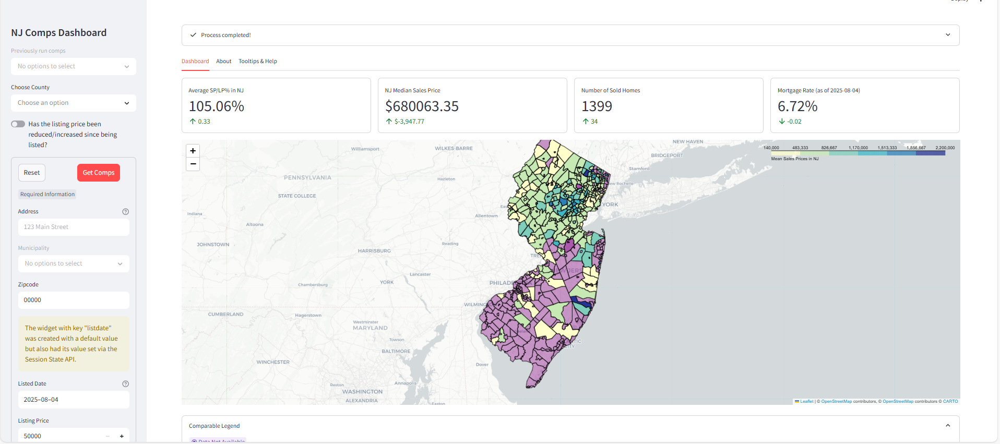 NJ Comps Dashboard
Previously run comps
No options to select
Choose County
Choose an option
Has the listing price been
reduced/increased since being
listed?
Reset
Get Comps
Required Information
Address
123 Main Street
Municipality
No options to select
Zipcode
00000
The widget with key "listdate"
was created with a default value
but also had its value set via the
Session State API.
Listed Date
2025–08–04
Listing Price
50000
Process completed!
Dashboard
About
Tooltips & Help
Average SP/LP% in NJ
105.06%
0.33
NJ Median Sales Price
$680063.35
$-3,947.77
Number of Sold Homes
1399
34
Mortgage Rate (as of 2025-08-04)
6.72%
-0.02
+
−
140,000 483,333 826,667 1,170,000 1,513,333 1,856,667 2,200,000
Mean Sales Prices in NJ
NEW HAVEN
Williamsport
WILKES-BARRE
BRIDGEPORT
Stamford
PENNSYLVANIA
Hazleton
STATE COLLEGE
YORK
Indiana
Allentown
Altoona
JOHNSTOWN
Reading
HARRISBURG
Lancaster
YORK
Chambersburg
CUMBERLAND
Hagerstown
Westminster
MARYLAND
Towson
BALTIMORE
WINCHESTER
Dover
Annapolis
Reston
WASHINGTON
ALEXANDRIA
Easton
Leaflet | © OpenStreetMap contributors, © OpenStreetMap contributors © CARTO
Comparable Legend
Data Not Available